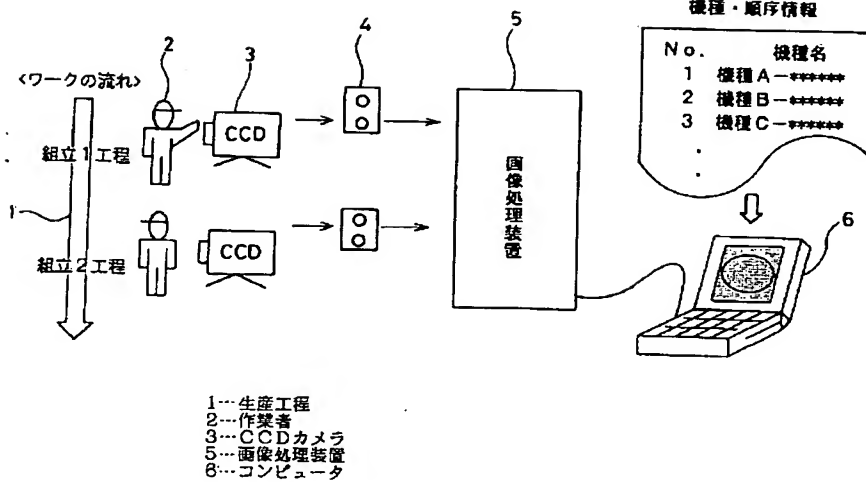 機種・順序情報
No. 機種名
1 機種A-******
2 機種B-******
3 機種C-******
2
3
4
5
<ワークの流れ>
CCD
組立1工程
1
画像処理装置
6
CCD
組立2工程
1…生産工程
2…作業者
3…CCDカメラ
5…画像処理装置
6…コンピュータ